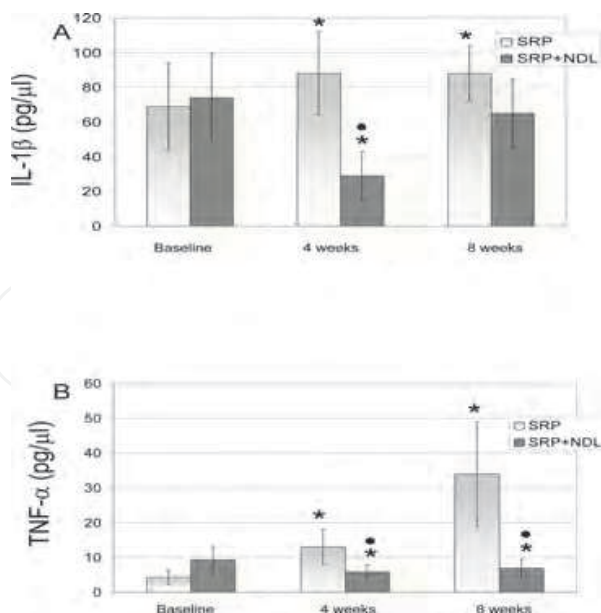 A
120
100
80
60
40
20
0
IL-1β (pg/μl)
* *
●
*
SRP
SRP+NDL
Baseline 4 weeks 8 weeks
B
60
50
40
30
20
10
0
TNF-α (pg/μl)
*
* ●
*
●
*
SRP
SRP+NDL
Baseline 4 weeks 8 weeks